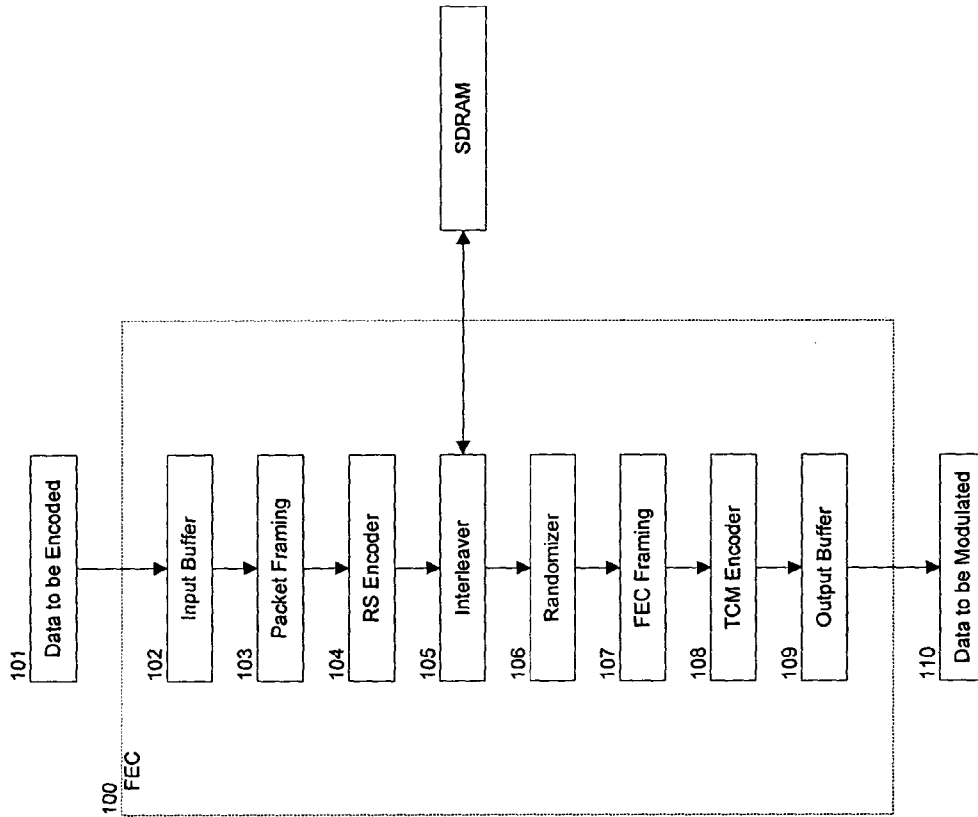 101
Data to be Encoded
100
FEC
102
Input Buffer
103
Packet Framing
104
RS Encoder
105
Interleaver
SDRAM
106
Randomizer
107
FEC Framing
108
TCM Encoder
109
Output Buffer
110
Data to be Modulated